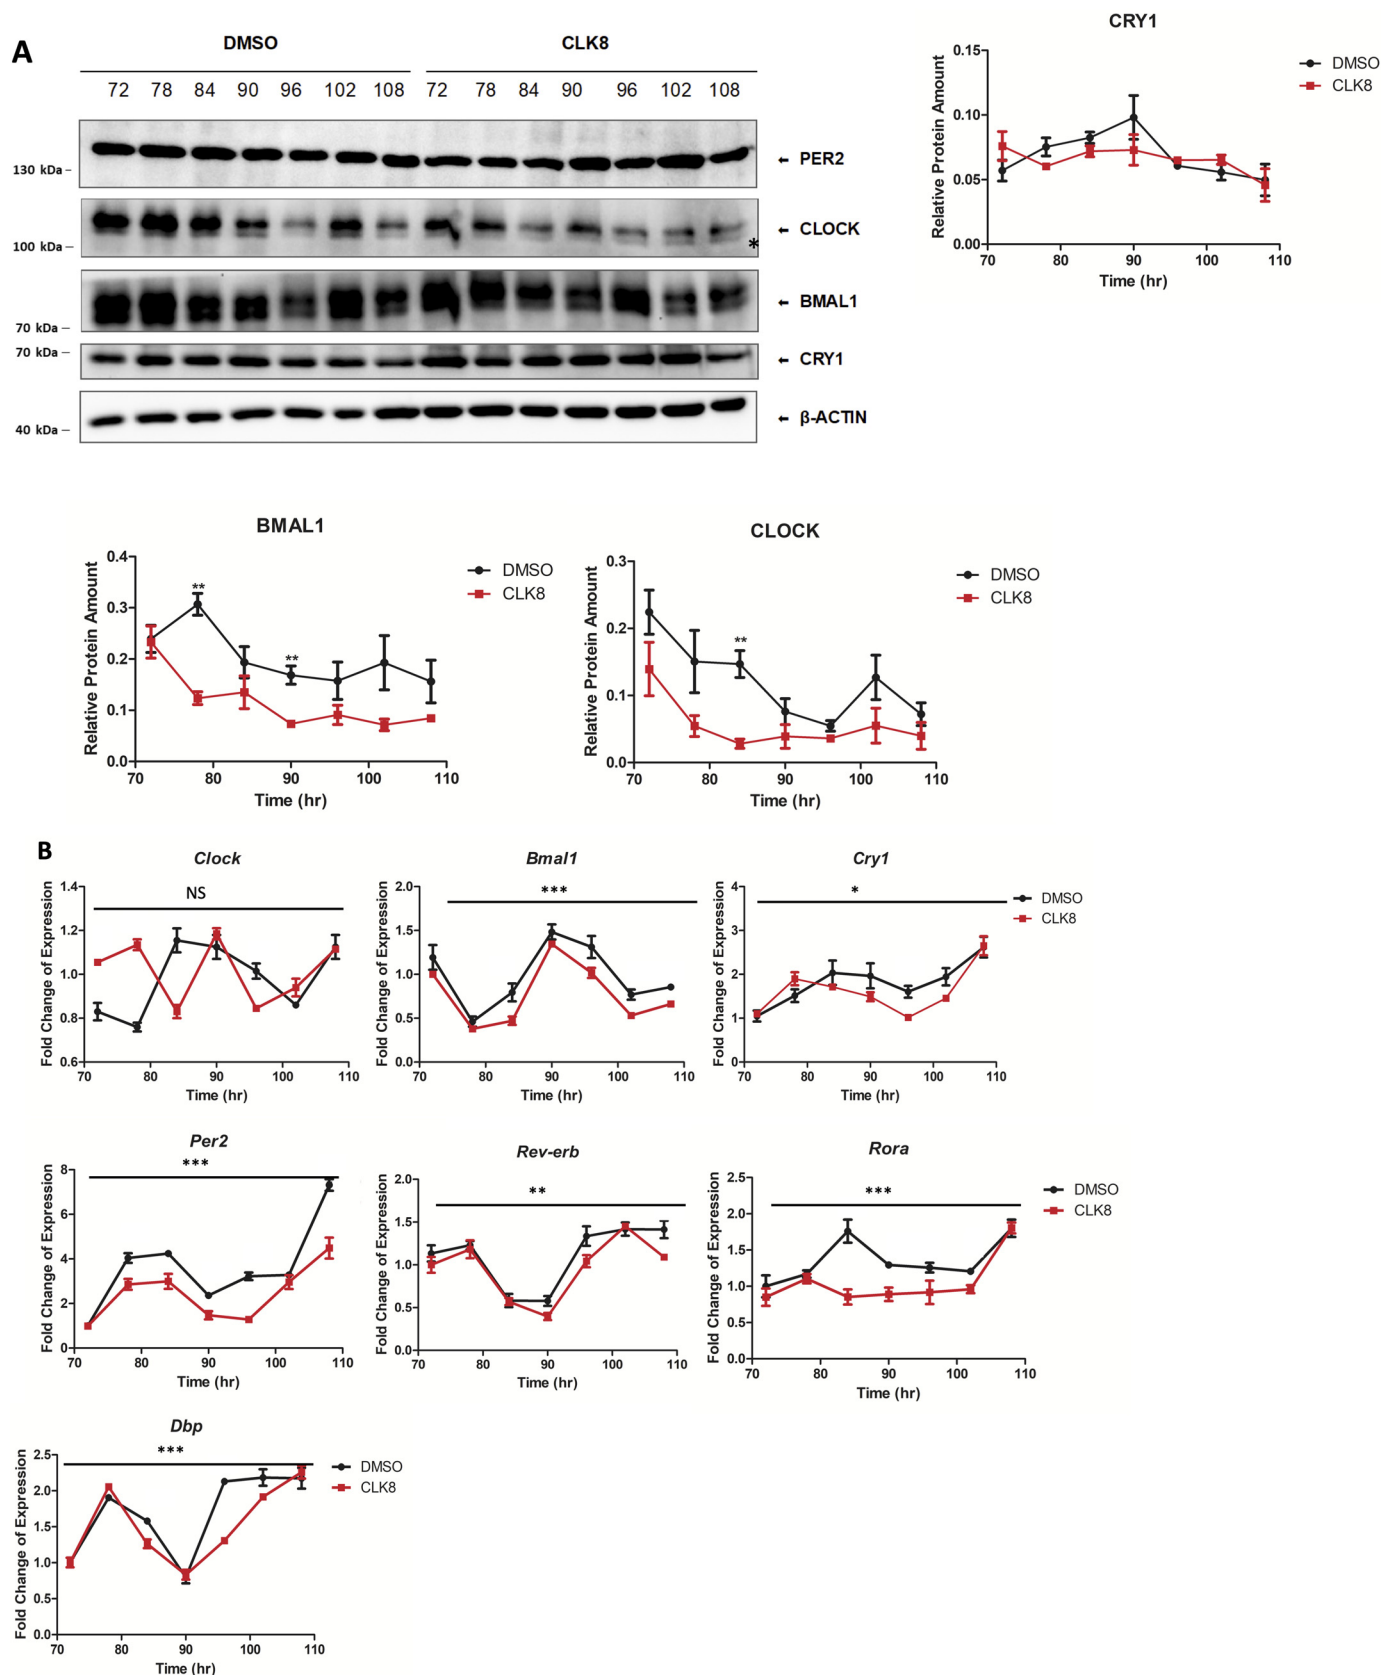 A
DMSO CLK8
72 78 84 90 96 102 108 72 78 84 90 96 102 108
130 kDa
PER2
100 kDa
CLOCK
*
BMAL1
70 kDa
70 kDa
CRY1
β-ACTIN
40 kDa
CRY1
Relative Protein Amount
0.15
0.10
0.05
0.00
70 80 90 100 110
Time (hr)
DMSO
CLK8
BMAL1
Relative Protein Amount
0.4
0.3
0.2
0.1
0.0
** **
70 80 90 100 110
Time (hr)
DMSO
CLK8
CLOCK
Relative Protein Amount
0.3
0.2
0.1
0.0
**
70 80 90 100 110
Time (hr)
DMSO
CLK8
B
Clock
Fold Change of Expression
NS
1.4
1.2
1.0
0.8
0.6
70 80 90 100 110
Time (hr)
Bmal1
Fold Change of Expression
***
2.0
1.5
1.0
0.5
0.0
70 80 90 100 110
Time (hr)
Cry1
Fold Change of Expression
*
4
3
2
1
0
70 80 90 100 110
Time (hr)
DMSO
CLK8
Per2
Fold Change of Expression
***
8
6
4
2
0
70 80 90 100 110
Time (hr)
Rev-erb
Fold Change of Expression
**
2.0
1.5
1.0
0.5
0.0
70 80 90 100 110
Time (hr)
Rora
Fold Change of Expression
***
2.5
2.0
1.5
1.0
0.5
0.0
70 80 90 100 110
Time (hr)
DMSO
CLK8
Dbp
Fold Change of Expression
***
2.5
2.0
1.5
1.0
0.5
0.0
70 80 90 100 110
Time (hr)
DMSO
CLK8